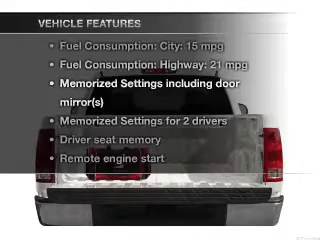 VEHICLE FEATURES
• Fuel Consumption: City: 15 mpg
• Fuel Consumption: Highway: 21 mpg
• Memorized Settings including door
mirror(s)
• Memorized Settings for 2 drivers
• Driver seat memory
• Remote engine start